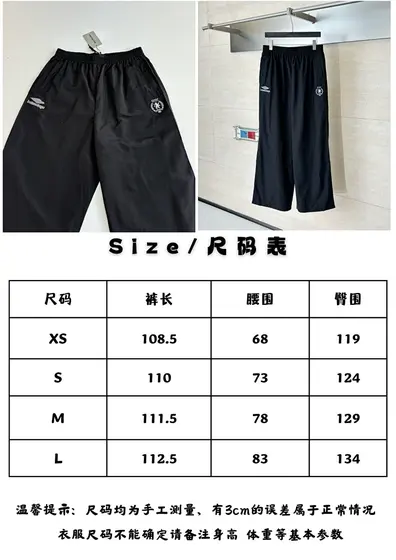 Size/尺码表
尺码 裤长 腰围 臀围
XS 108.5 68 119
S 110 73 124
M 111.5 78 129
L 112.5 83 134
温馨提示：尺码均为手工测量、有3cm的误差属于正常情况
衣服尺码不能确定请备注身高 体重等基本参数